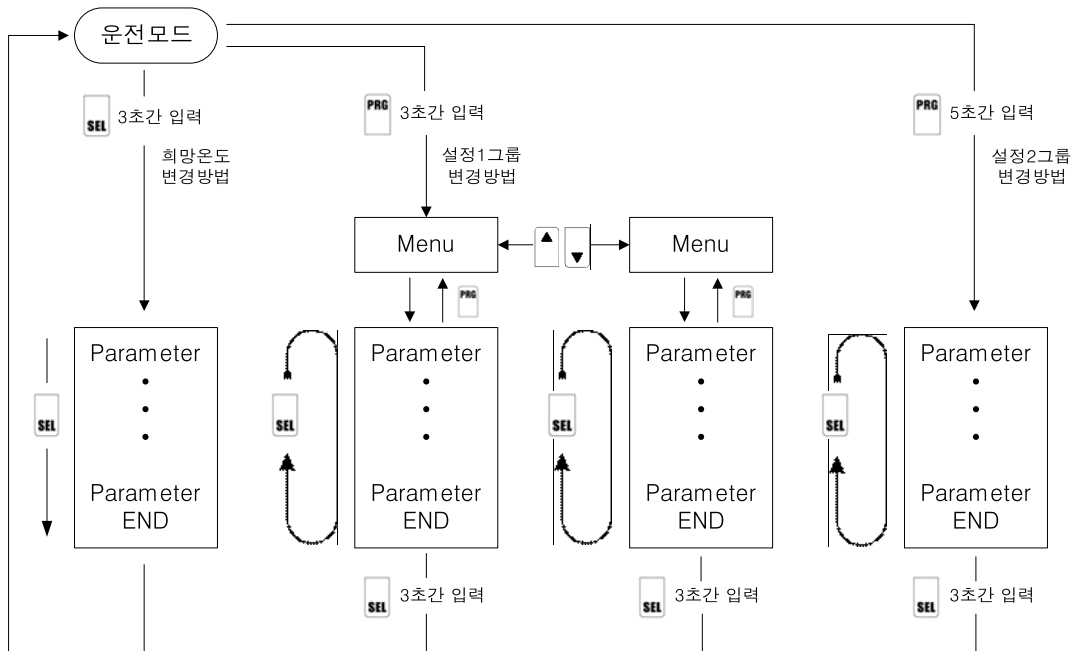 운전모드
SEL 3초간 입력
희망온도
변경방법
PRG 3초간 입력
설정1그룹
변경방법
PRG 5초간 입력
설정2그룹
변경방법
Menu
▲ ▼
Menu
PRG
PRG
SEL
Parameter
Parameter
END
SEL
Parameter
Parameter
END
SEL
Parameter
Parameter
END
SEL
Parameter
Parameter
END
SEL 3초간 입력
SEL 3초간 입력
SEL 3초간 입력